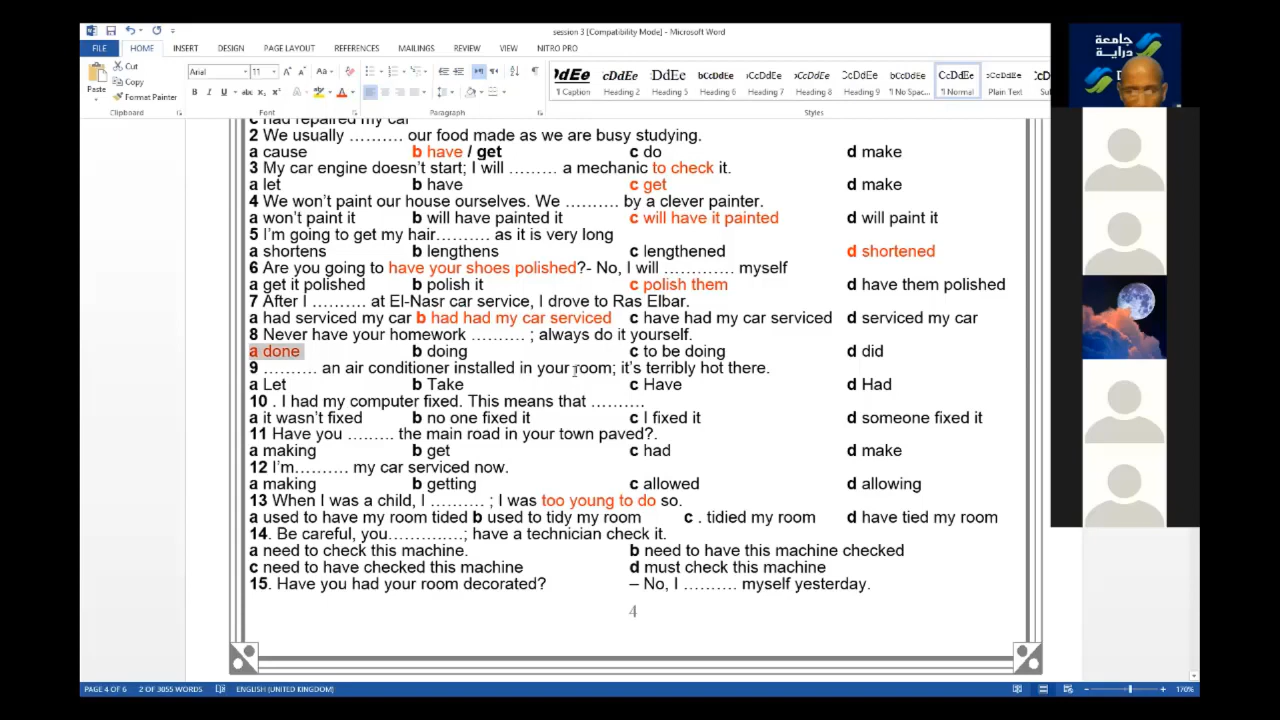 session 3 [Compatibility Mode] - Microsoft Word
FILE HOME INSERT DESIGN PAGE LAYOUT REFERENCES MAILINGS REVIEW VIEW NITRO PRO
Paste
Cut
Copy
Format Painter
Arial 11
¶ Caption Heading 2 Heading 5 Heading 6 Heading 7 Heading 8 Heading 9 ¶ No Spac... ¶ Normal Plain Text
Clipboard Font Paragraph Styles
جامعة
دراية
c had repaired my car
2 We usually ………. our food made as we are busy studying.
a cause b have / get c do d make
3 My car engine doesn't start; I will ……… a mechanic to check it.
a let b have c get d make
4 We won't paint our house ourselves. We ………. by a clever painter.
a won't paint it b will have painted it c will have it painted d will paint it
5 I'm going to get my hair………. as it is very long
a shortens b lengthens c lengthened d shortened
6 Are you going to have your shoes polished?- No, I will …………. myself
a get it polished b polish it c polish them d have them polished
7 After I ………. at El-Nasr car service, I drove to Ras Elbar.
a had serviced my car b had had my car serviced c have had my car serviced d serviced my car
8 Never have your homework ………. ; always do it yourself.
a done b doing c to be doing d did
9 ………. an air conditioner installed in your room; it's terribly hot there.
a Let b Take c Have d Had
10 . I had my computer fixed. This means that ……….
a it wasn't fixed b no one fixed it c I fixed it d someone fixed it
11 Have you …….. the main road in your town paved?.
a making b get c had d make
12 I'm………. my car serviced now.
a making b getting c allowed d allowing
13 When I was a child, I ………. ; I was too young to do so.
a used to have my room tided b used to tidy my room c . tidied my room d have tied my room
14. Be careful, you…………..; have a technician check it.
a need to check this machine. b need to have this machine checked
c need to have checked this machine d must check this machine
15. Have you had your room decorated? – No, I ………. myself yesterday.
4
PAGE 4 OF 6 2 OF 3055 WORDS ENGLISH (UNITED KINGDOM) 170%